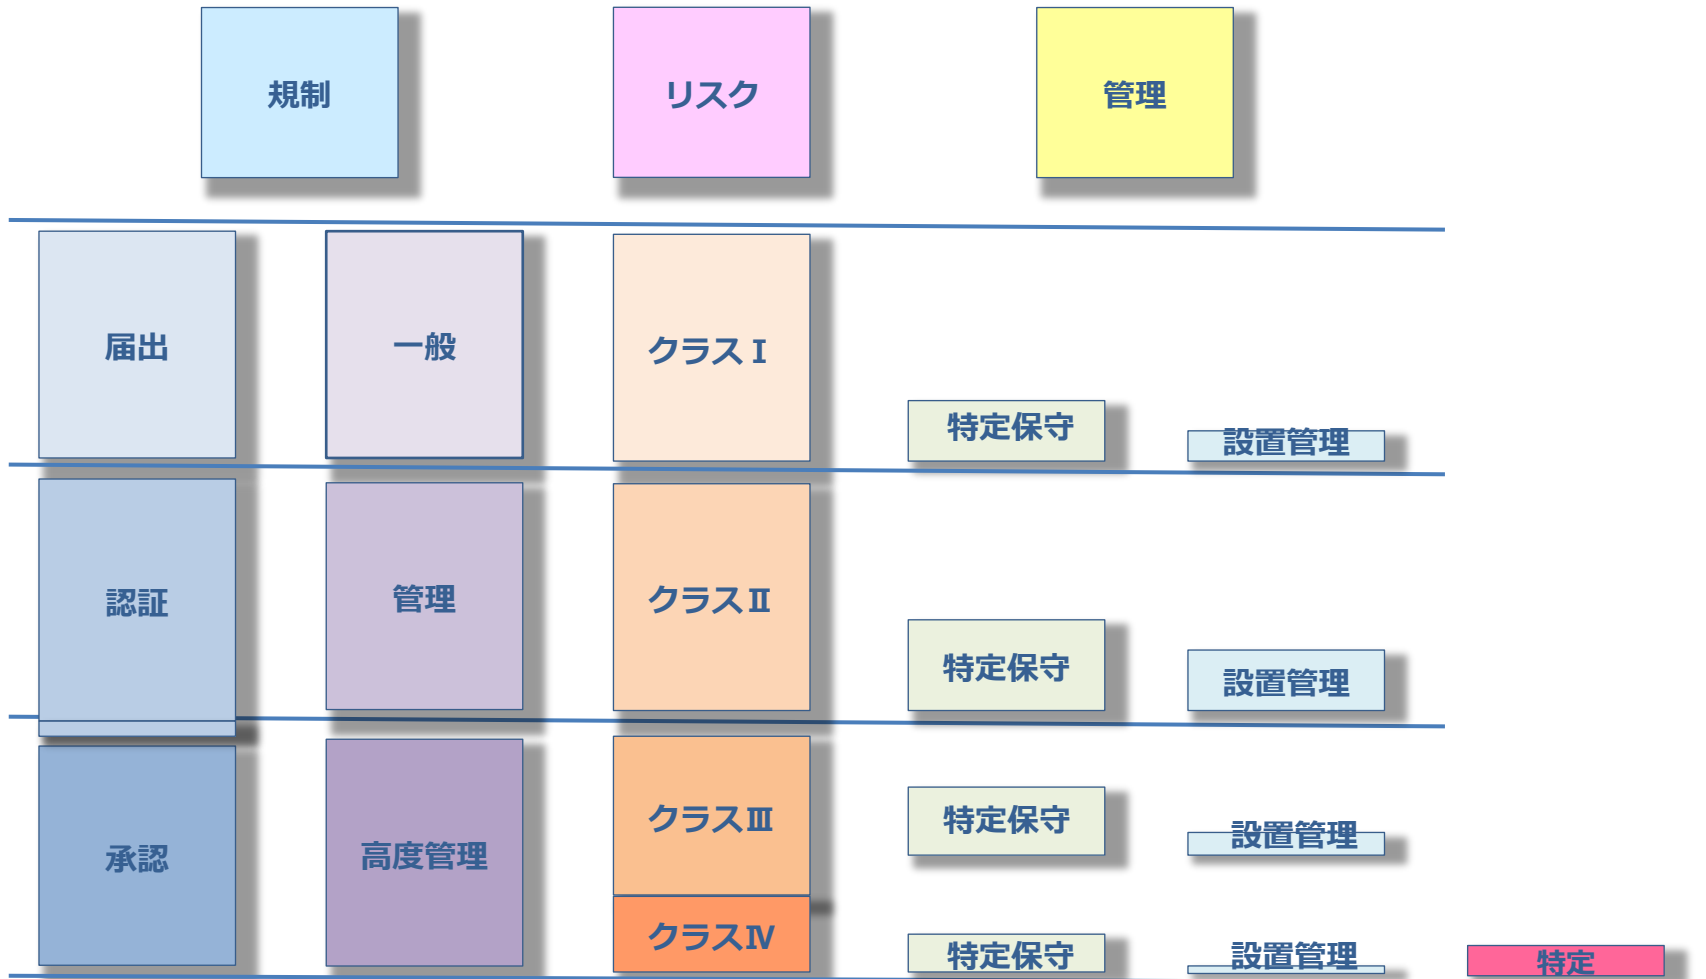 規制
リスク
管理
届出
一般
クラスⅠ
特定保守
設置管理
認証
管理
クラスⅡ
特定保守
設置管理
承認
高度管理
クラスⅢ
特定保守
設置管理
クラスⅣ
特定保守
設置管理
特定